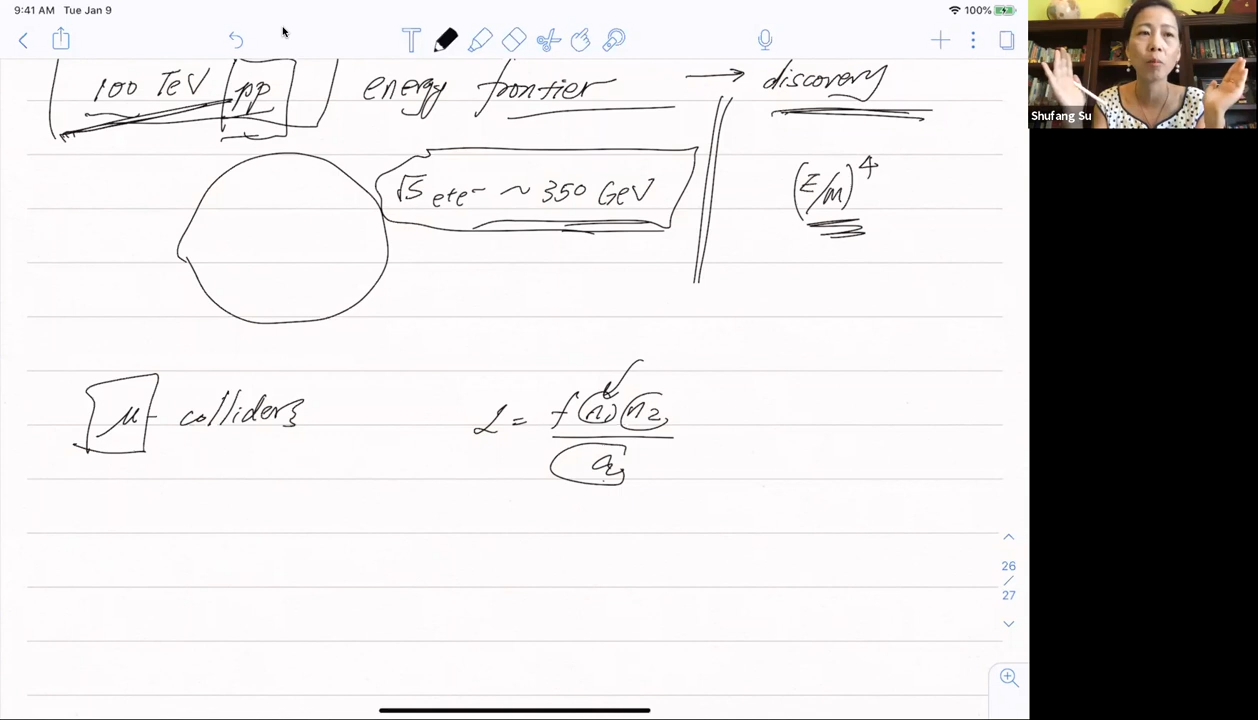 9:41 AM Tue Jan 9
100%
Shufang Su
100 TeV pp energy frontier → discovery
√s e+e- ~ 350 GeV
(E/m)^4
μ- colliders
L = f n1 n2 / a
26
/
27